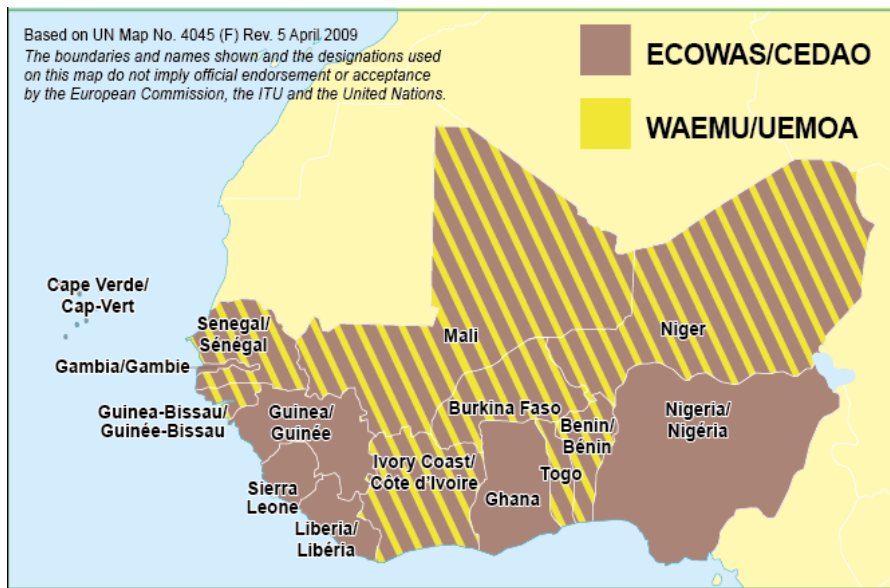 Based on UN Map No. 4045 (F) Rev. 5 April 2009
The boundaries and names shown and the designations used
on this map do not imply official endorsement or acceptance
by the European Commission, the ITU and the United Nations.
ECOWAS/CEDAO
WAEMU/UEMOA
Cape Verde/
Cap-Vert
Senegal/
Sénégal
Gambia/Gambie
Guinea-Bissau/
Guinée-Bissau
Guinea/
Guinée
Sierra
Leone
Liberia/
Libéria
Mali
Burkina Faso
Ivory Coast/
Côte d'Ivoire
Ghana
Togo
Benin/
Bénin
Niger
Nigeria/
Nigéria